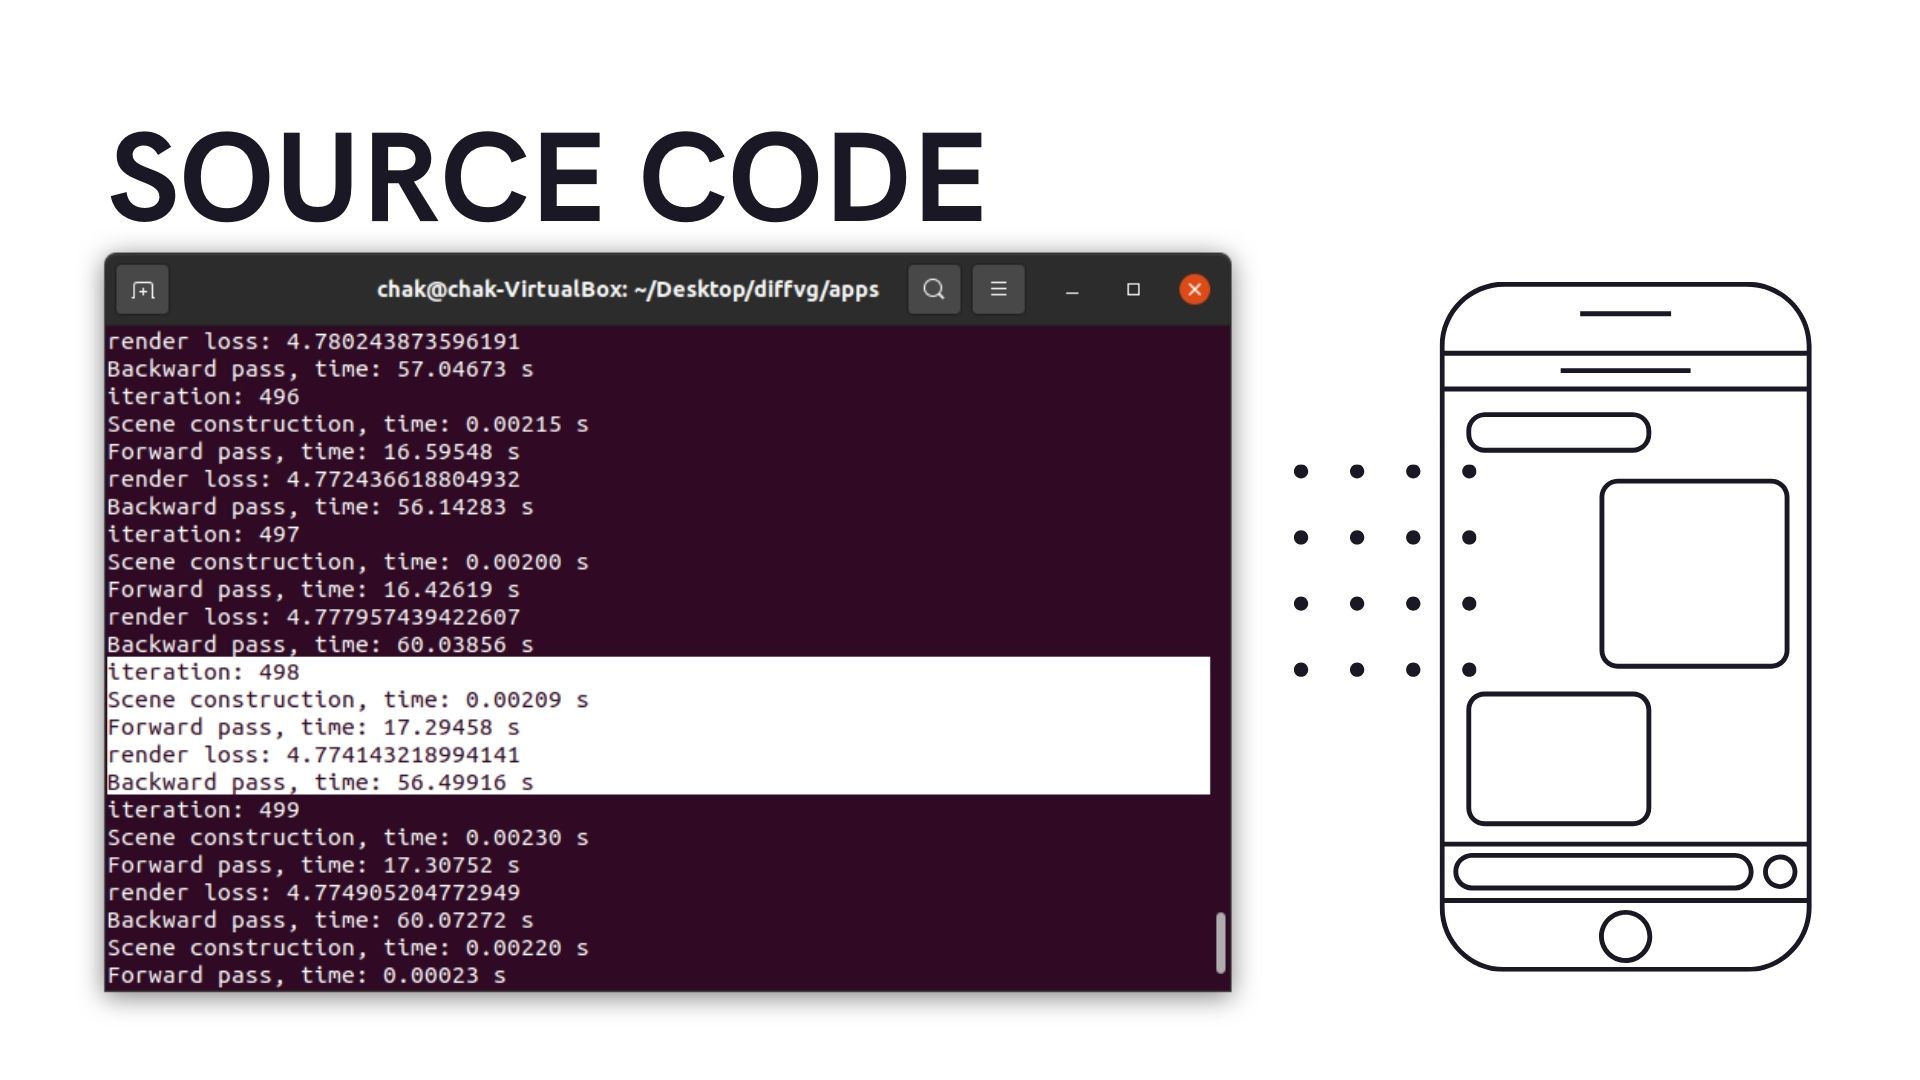 SOURCE CODE
chak@chak-VirtualBox: ~/Desktop/diffvg/apps
render loss: 4.780243873596191
Backward pass, time: 57.04673 s
iteration: 496
Scene construction, time: 0.00215 s
Forward pass, time: 16.59548 s
render loss: 4.772436618804932
Backward pass, time: 56.14283 s
iteration: 497
Scene construction, time: 0.00200 s
Forward pass, time: 16.42619 s
render loss: 4.777957439422607
Backward pass, time: 60.03856 s
iteration: 498
Scene construction, time: 0.00209 s
Forward pass, time: 17.29458 s
render loss: 4.774143218994141
Backward pass, time: 56.49916 s
iteration: 499
Scene construction, time: 0.00230 s
Forward pass, time: 17.30752 s
render loss: 4.774905204772949
Backward pass, time: 60.07272 s
Scene construction, time: 0.00220 s
Forward pass, time: 0.00023 s